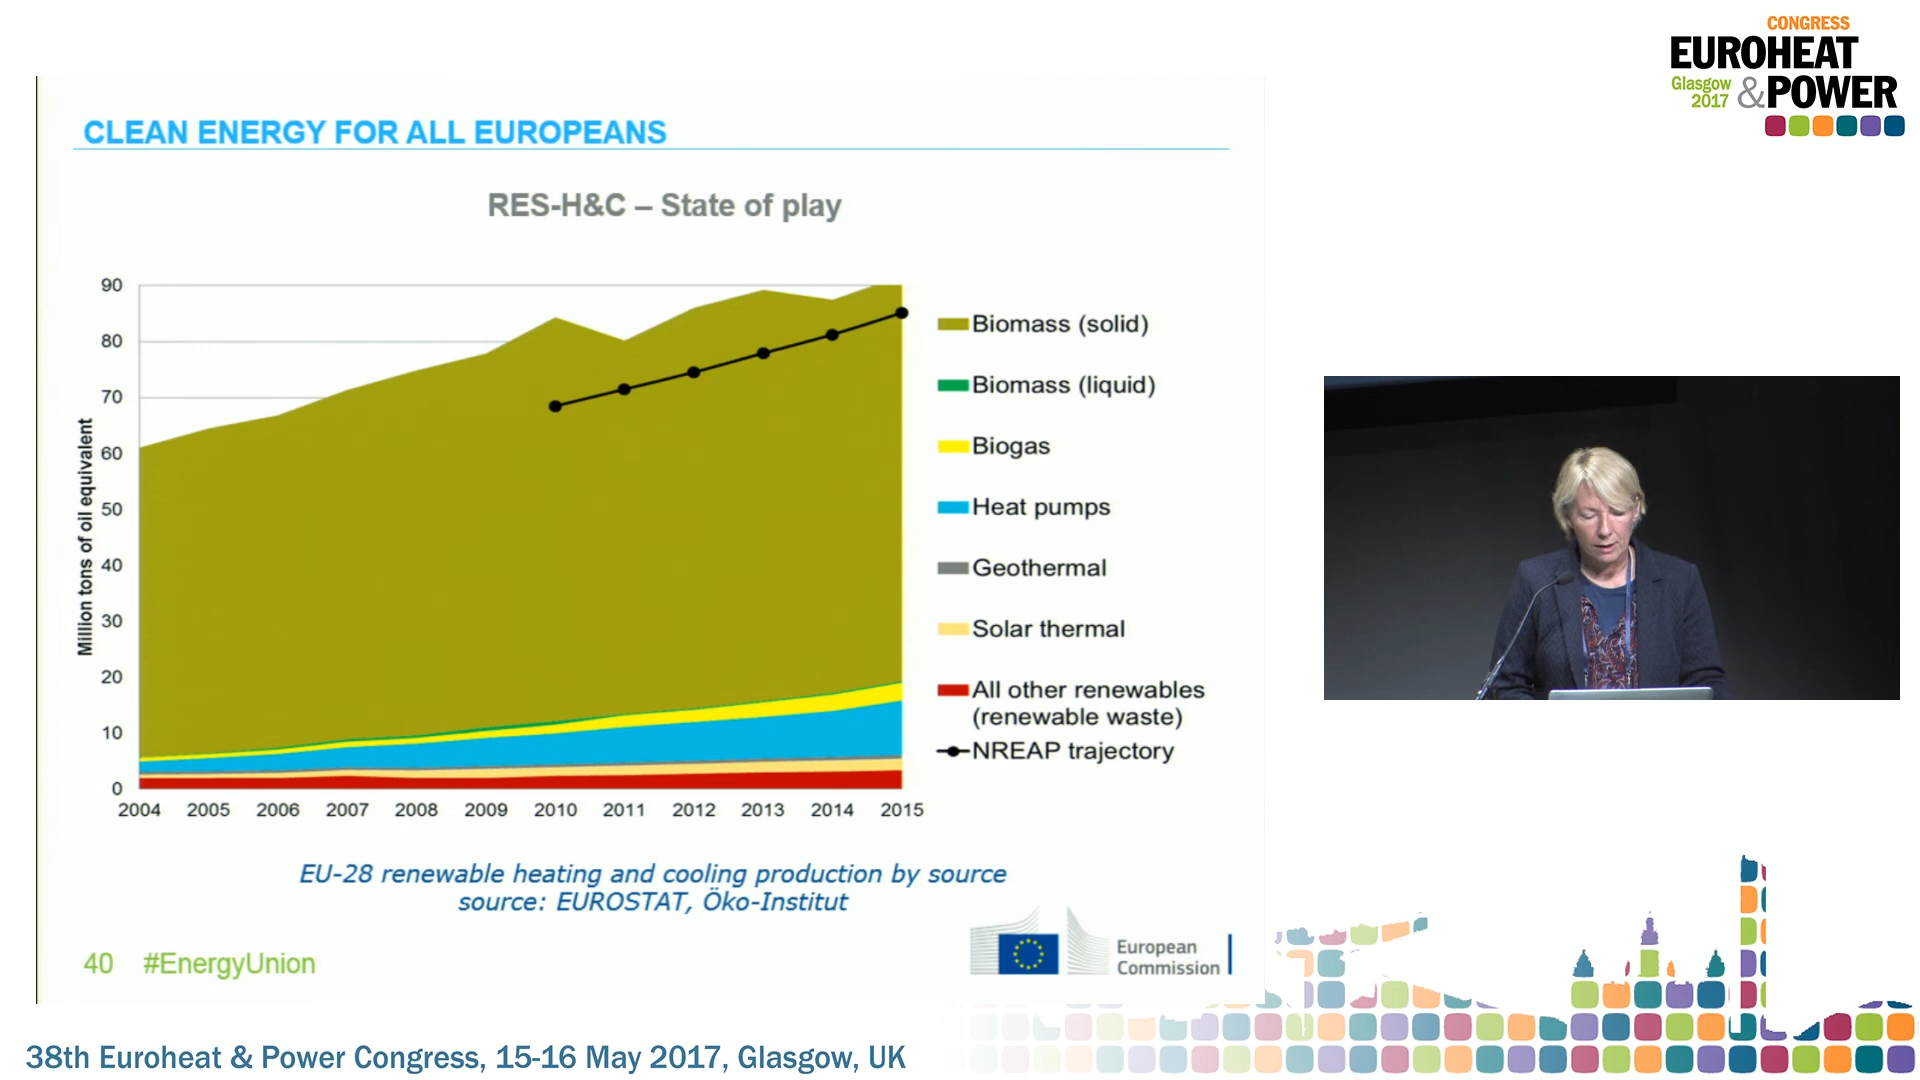 CONGRESS
EUROHEAT
Glasgow
2017
&POWER
CLEAN ENERGY FOR ALL EUROPEANS
RES-H&C – State of play
Million tons of oil equivalent
90
80
70
60
50
40
30
20
10
0
2004 2005 2006 2007 2008 2009 2010 2011 2012 2013 2014 2015
Biomass (solid)
Biomass (liquid)
Biogas
Heat pumps
Geothermal
Solar thermal
All other renewables
(renewable waste)
NREAP trajectory
EU-28 renewable heating and cooling production by source
source: EUROSTAT, Öko-Institut
40 #EnergyUnion
European
Commission
38th Euroheat & Power Congress, 15-16 May 2017, Glasgow, UK